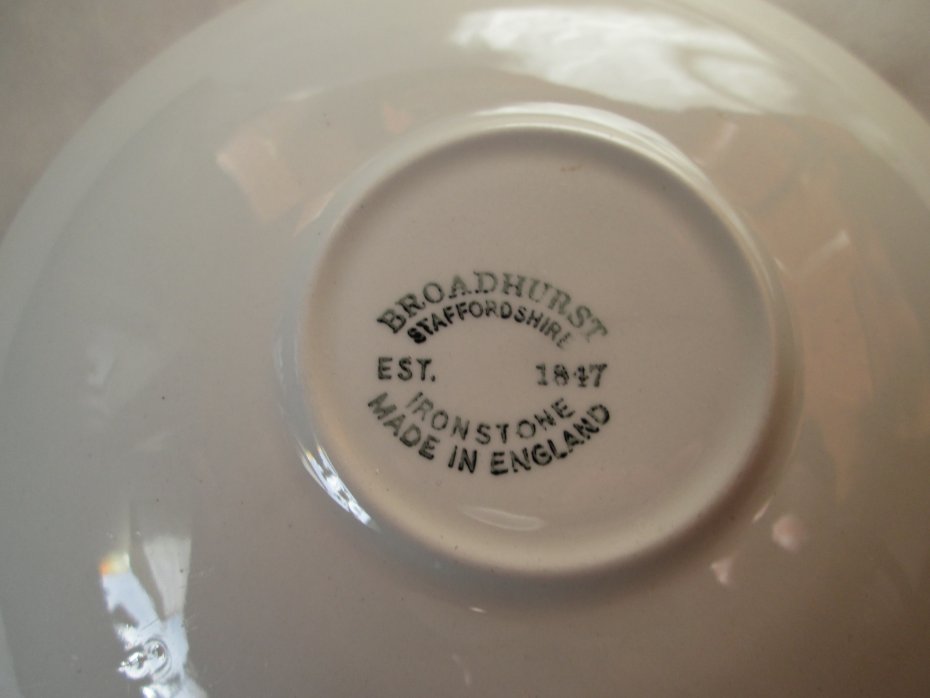 BROADHURST
STAFFORDSHIRE
EST. 1847
IRONSTONE
MADE IN ENGLAND